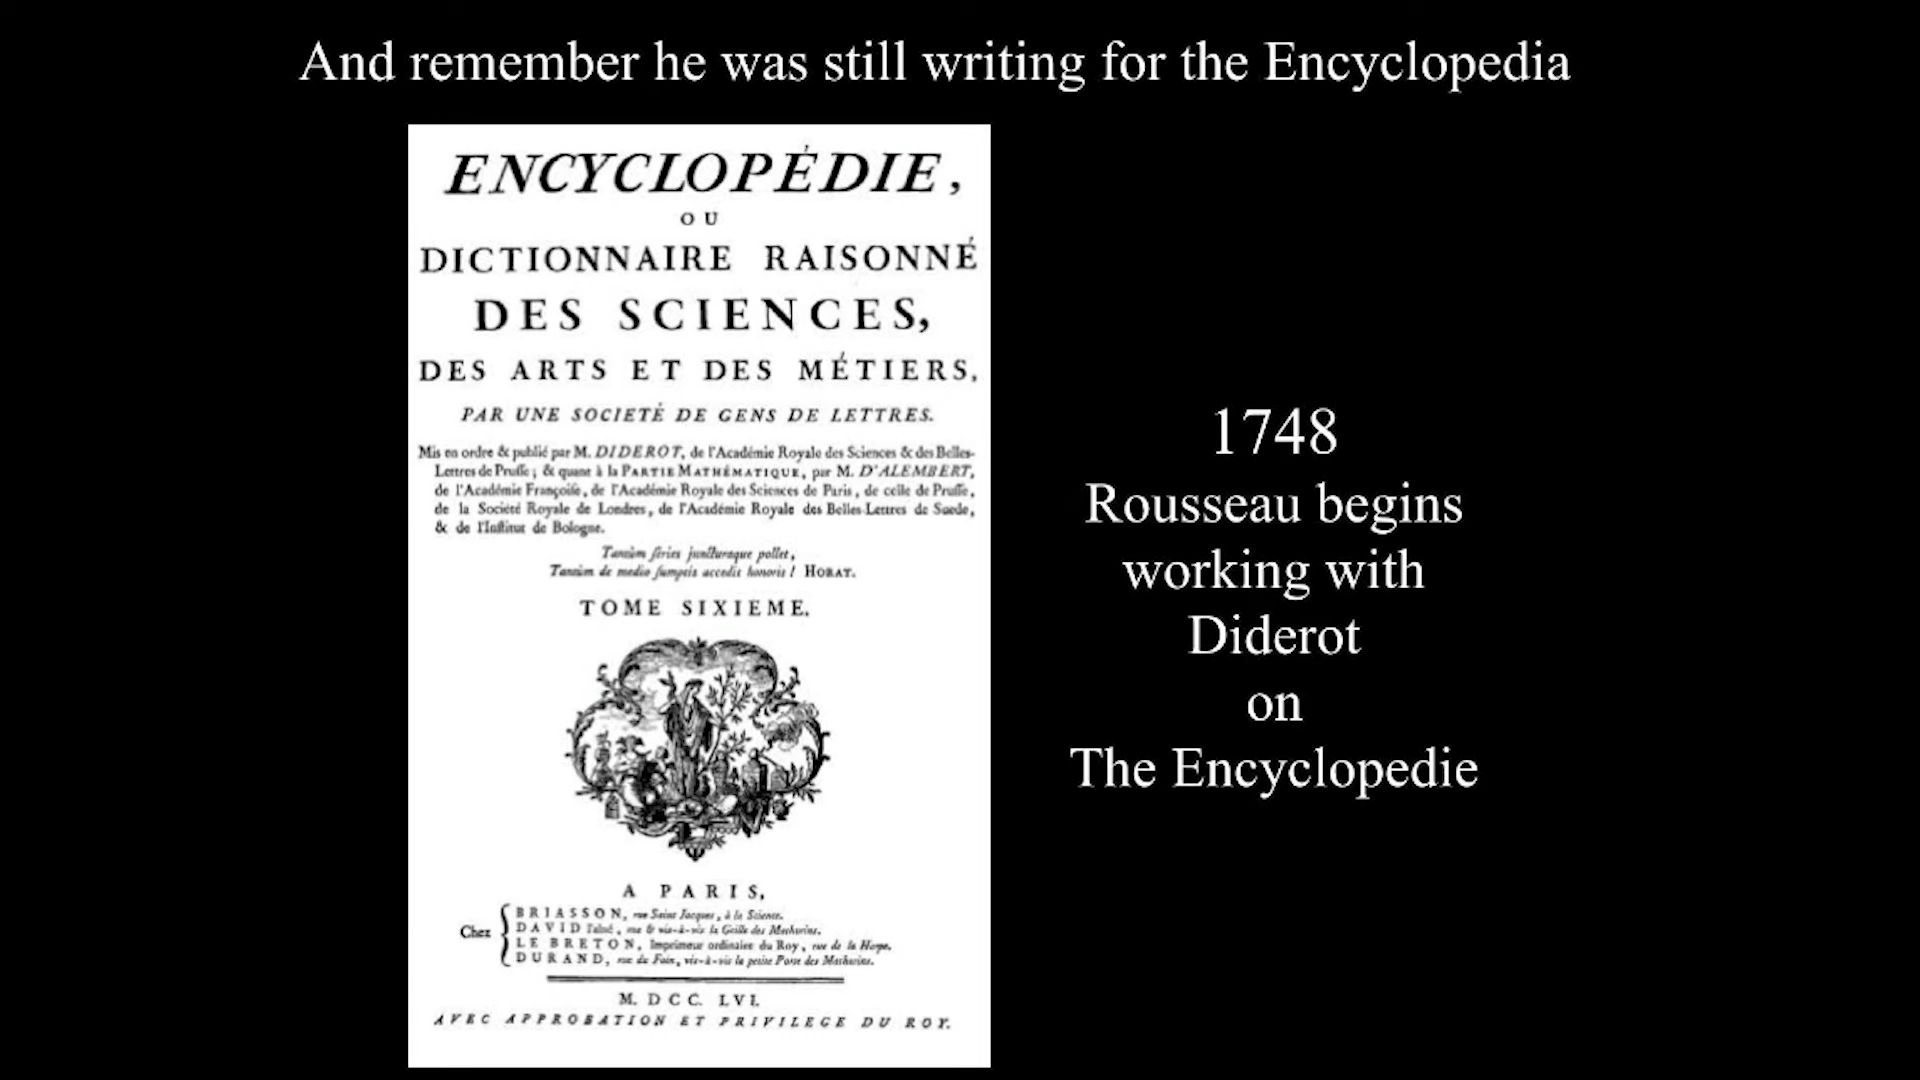 And remember he was still writing for the Encyclopedia
ENCYCLOPÉDIE,
OU
DICTIONNAIRE RAISONNÉ
DES SCIENCES,
DES ARTS ET DES MÉTIERS,
PAR UNE SOCIETÉ DE GENS DE LETTRES.
Mis en ordre & publié par M. DIDEROT, de l'Académie Royale des Sciences & des Belles-
Lettres de Prusse; & quant à la PARTIE MATHÉMATIQUE, par M. D'ALEMBERT,
de l'Académie Françoise, de l'Académie Royale des Sciences de Paris, de celle de Prusse,
de la Société Royale de Londres, de l'Académie Royale des Belles-Lettres de Suede,
& de l'Institut de Bologne.
Tantùm series juncturaque pollet,
Tantùm de medio sumptis accedit honoris! HORAT.
TOME SIXIEME.
A PARIS,
Chez
BRIASSON, rue Saint Jacques, à la Science.
DAVID l'aîné, rue & vis-à-vis la Grille des Mathurins.
LE BRETON, Imprimeur ordinaire du Roy, rue de la Harpe.
DURAND, rue du Foin, vis-à-vis la petite Porte des Mathurins.
M. DCC. LVI.
AVEC APPROBATION ET PRIVILEGE DU ROY.
1748
Rousseau begins
working with
Diderot
on
The Encyclopedie